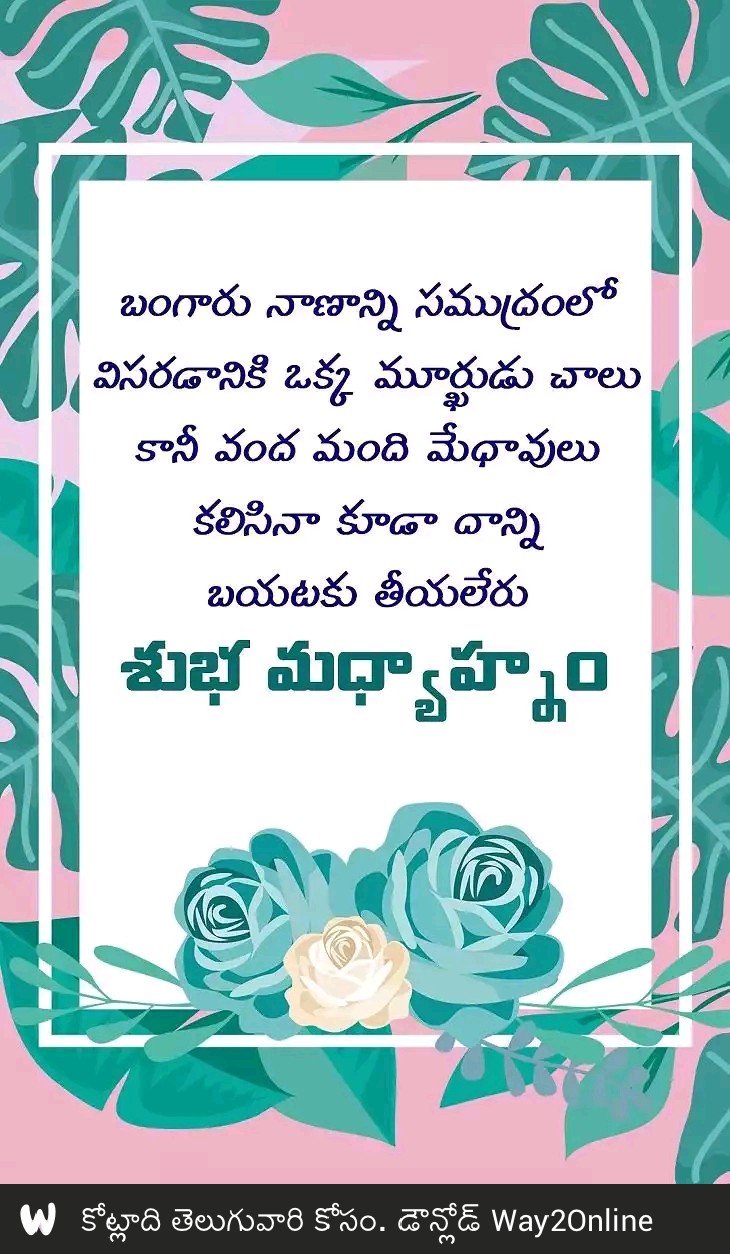 బంగారు నాణాన్ని సముద్రంలో
విసరడానికి ఒక్క మూర్ఖుడు చాలు
కానీ వంద మంది మేధావులు
కలిసినా కూడా దాన్ని
బయటకు తీయలేరు
శుభ మధ్యాహ్నం
కోట్లాది తెలుగువారి కోసం. డౌన్లోడ్ Way2Online